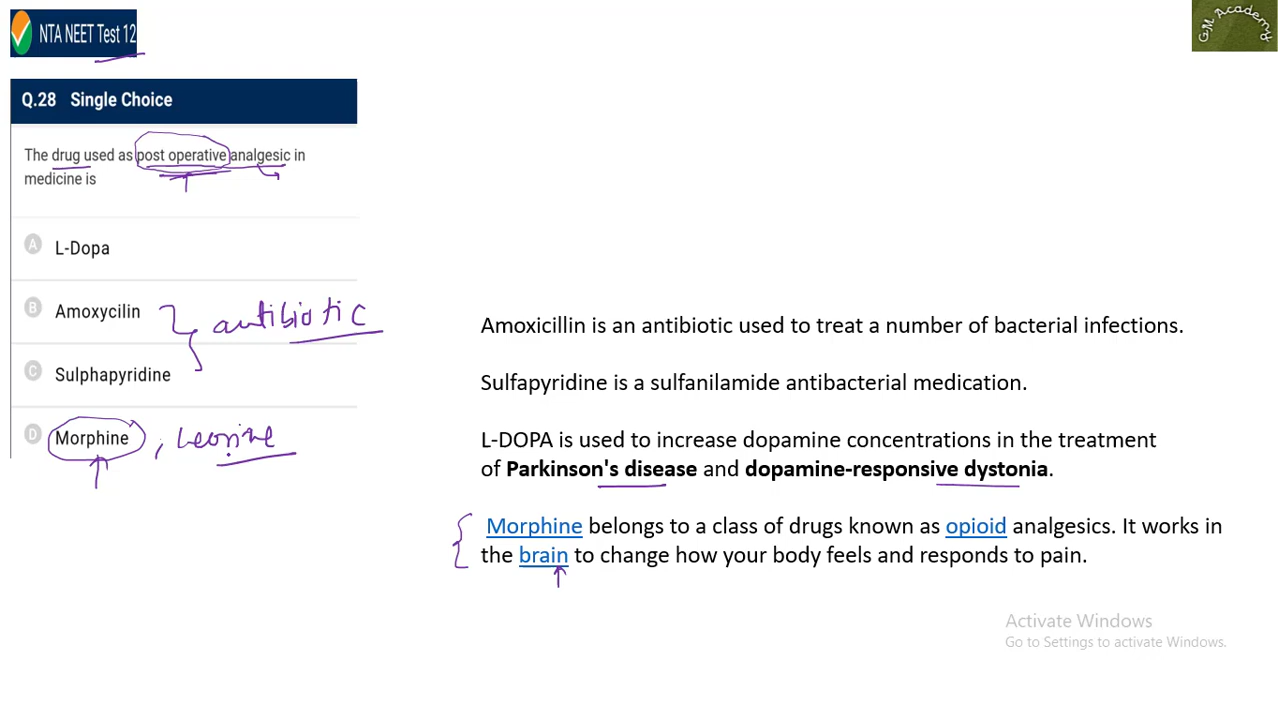 NTA NEET Test 12
G.M Academy
Q.28 Single Choice
The drug used as post operative analgesic in
medicine is
A L-Dopa
B Amoxycilin
antibiotic
C Sulphapyridine
D Morphine ,
Amoxicillin is an antibiotic used to treat a number of bacterial infections.
Sulfapyridine is a sulfanilamide antibacterial medication.
L-DOPA is used to increase dopamine concentrations in the treatment
of Parkinson's disease and dopamine-responsive dystonia.
Morphine belongs to a class of drugs known as opioid analgesics. It works in
the brain to change how your body feels and responds to pain.
Activate Windows
Go to Settings to activate Windows.